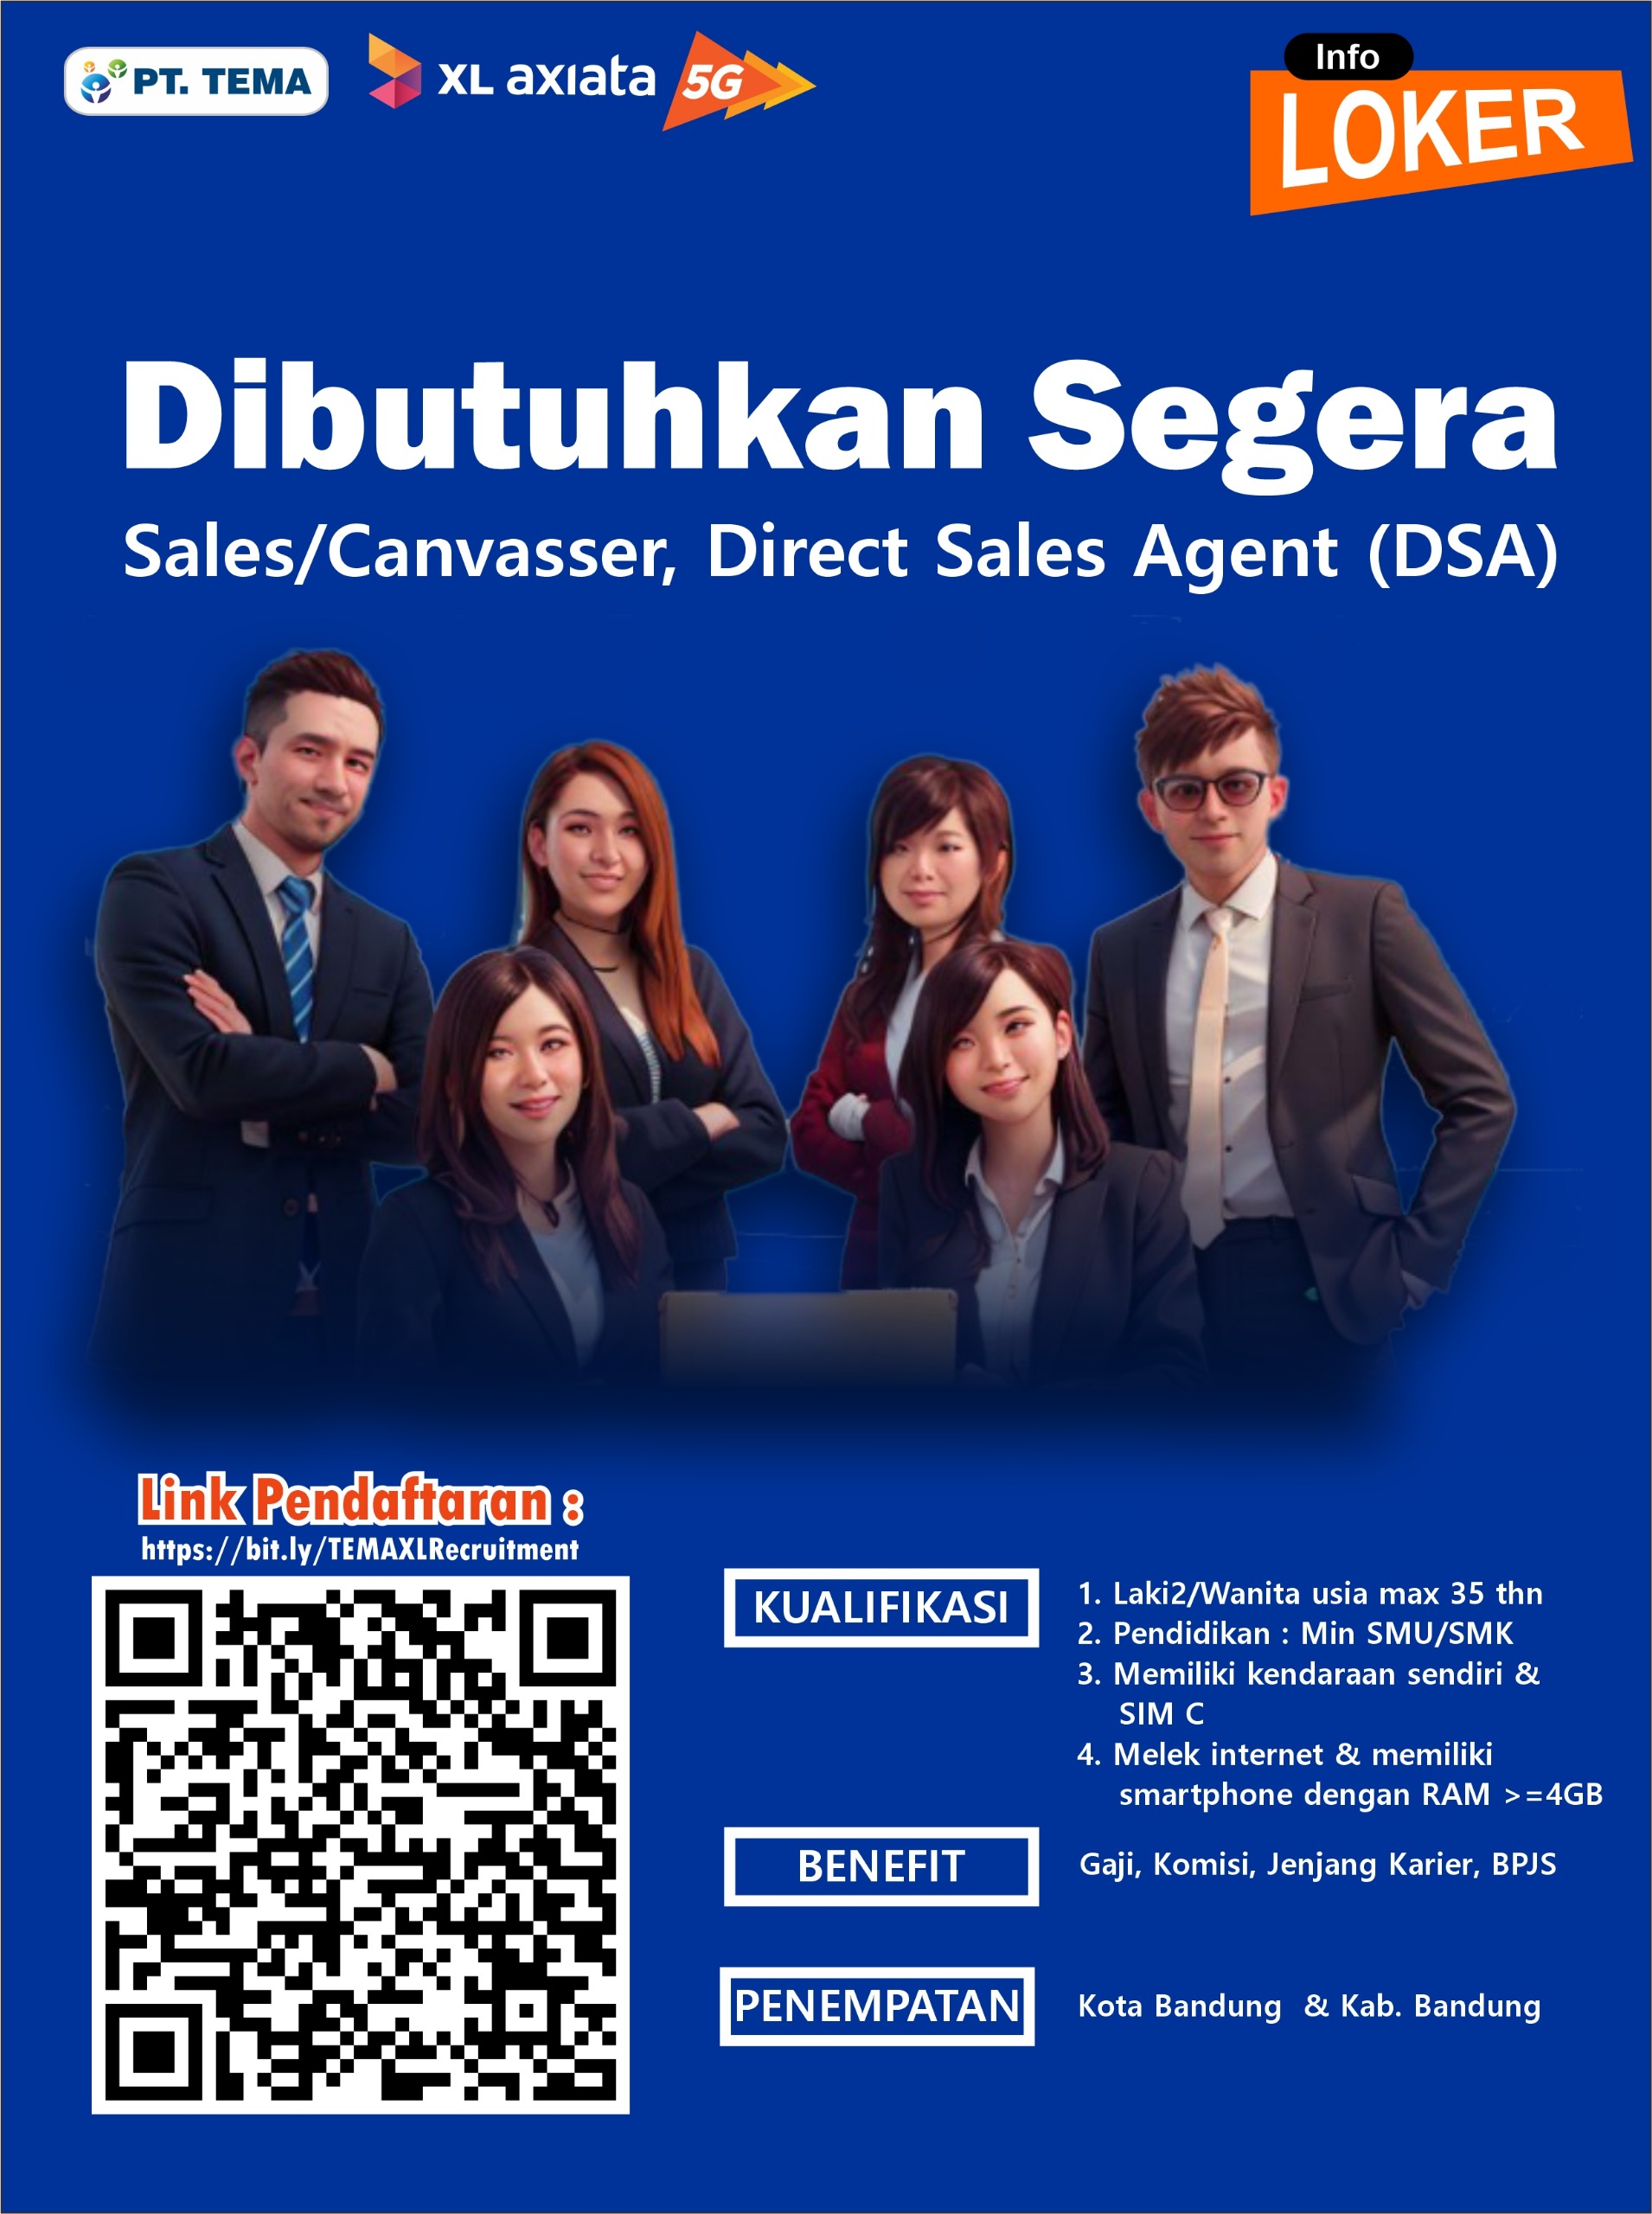 PT. TEMA
XL axiata 5G
Info
LOKER
Dibutuhkan Segera
Sales/Canvasser, Direct Sales Agent (DSA)
Link Pendaftaran :
https://bit.ly/TEMAXLRecruitment
KUALIFIKASI
1. Laki2/Wanita usia max 35 thn
2. Pendidikan : Min SMU/SMK
3. Memiliki kendaraan sendiri &
SIM C
4. Melek internet & memiliki
smartphone dengan RAM >=4GB
BENEFIT
Gaji, Komisi, Jenjang Karier, BPJS
PENEMPATAN
Kota Bandung & Kab. Bandung